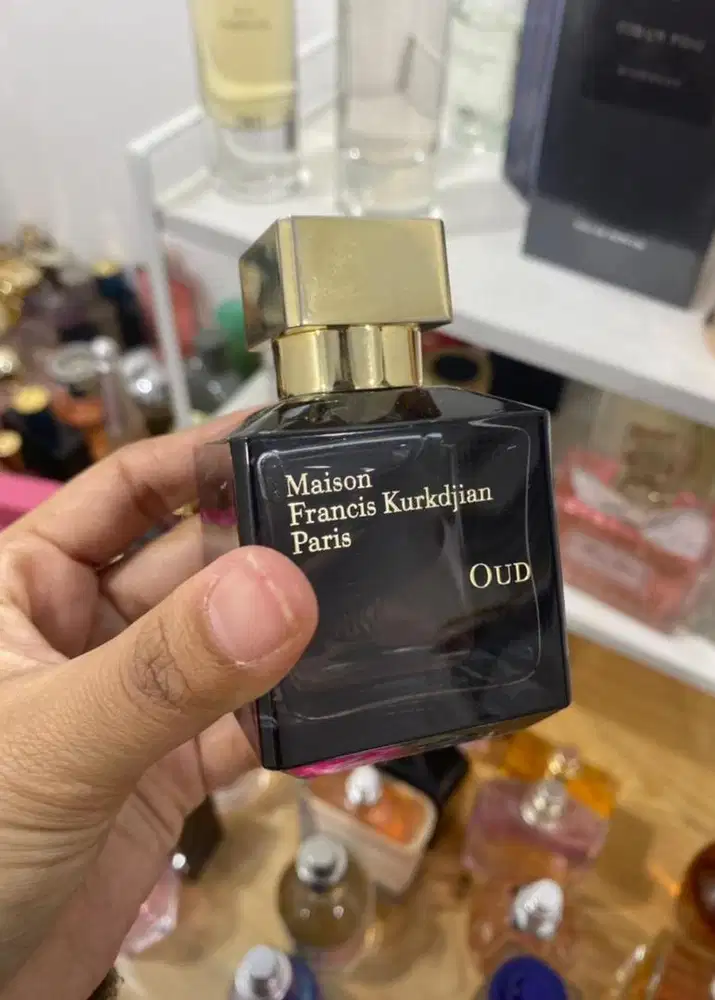 Maison
Francis Kurkdjian
Paris
OUD